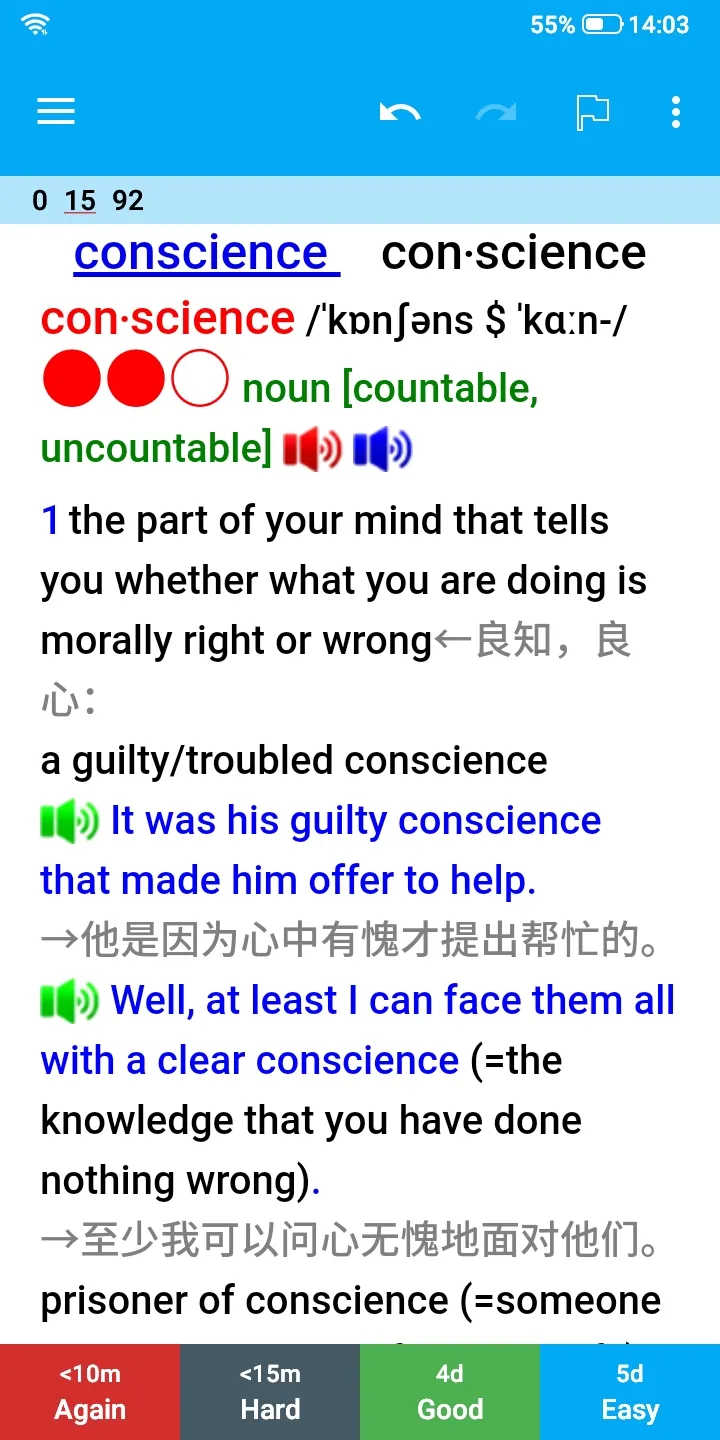 55% 14:03
0 15 92
conscience con·science
con·science /ˈkɒnʃəns $ ˈkɑːn-/
noun [countable,
uncountable]
1 the part of your mind that tells
you whether what you are doing is
morally right or wrong←良知，良
心：
a guilty/troubled conscience
It was his guilty conscience
that made him offer to help.
→他是因为心中有愧才提出帮忙的。
Well, at least I can face them all
with a clear conscience (=the
knowledge that you have done
nothing wrong).
→至少我可以问心无愧地面对他们。
prisoner of conscience (=someone
<10m <15m 4d 5d
Again Hard Good Easy